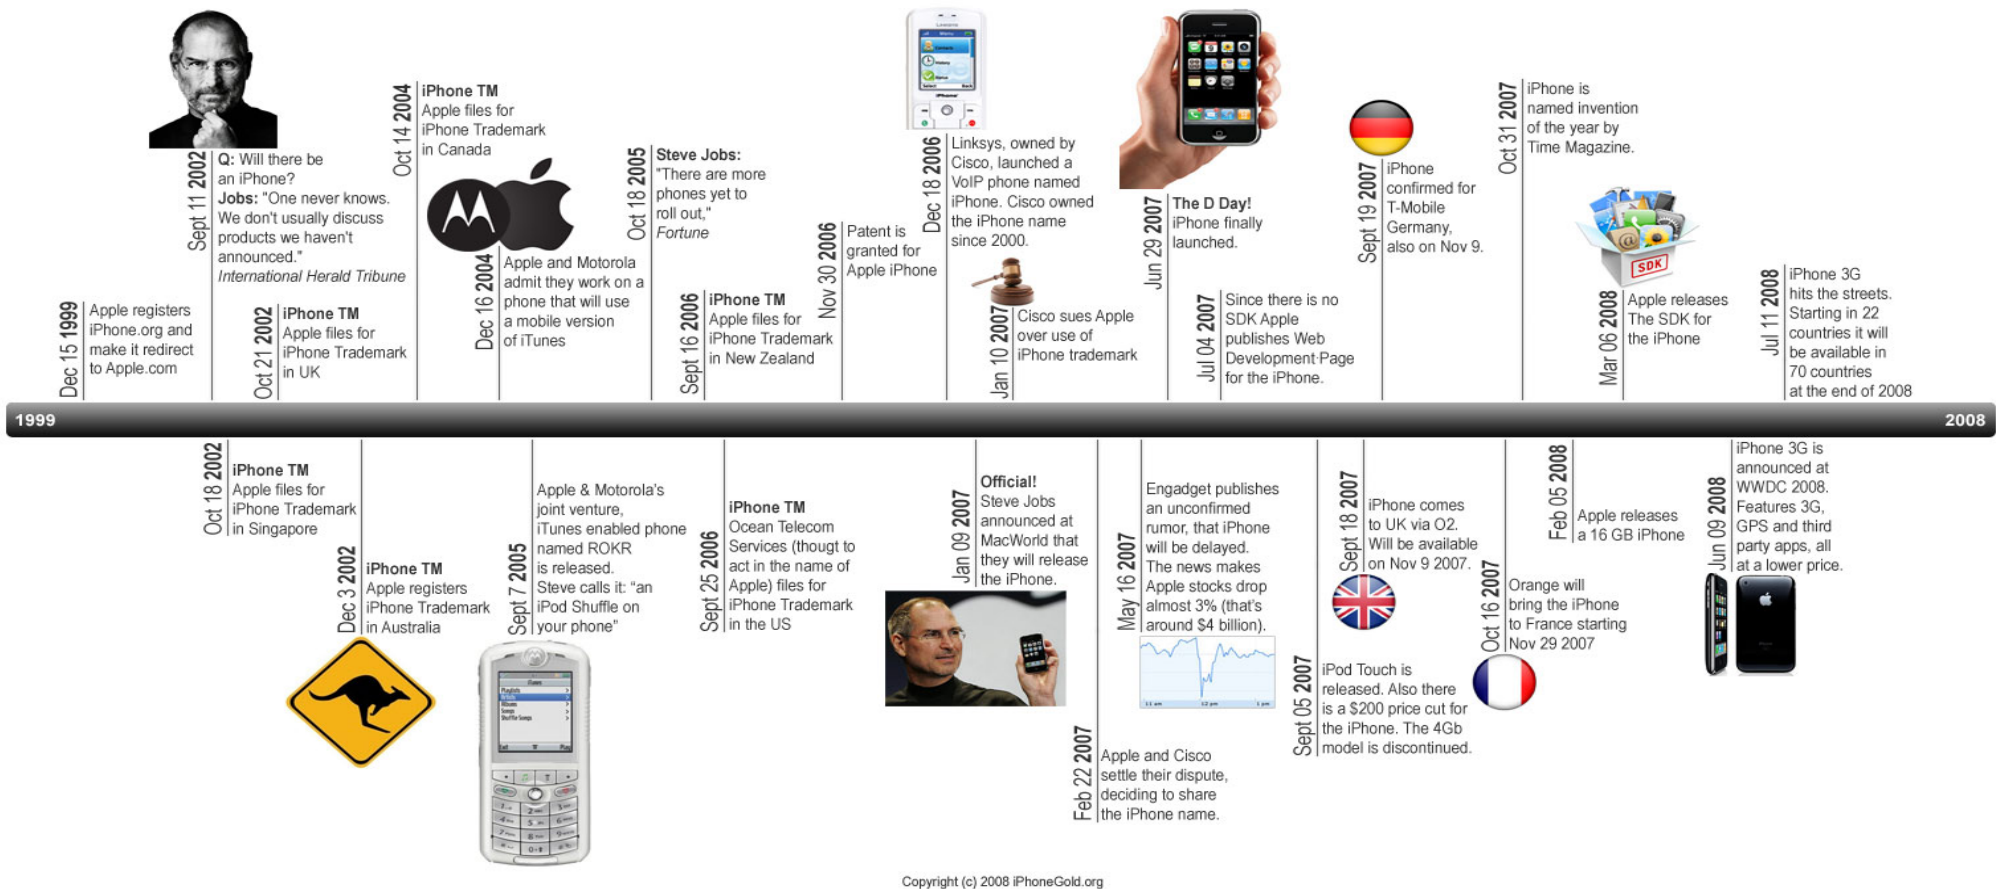 Sept 11 2002
Q: Will there be
an iPhone?
Jobs: "One never knows.
We don't usually discuss
products we haven't
announced."
International Herald Tribune
Oct 14 2004
iPhone TM
Apple files for
iPhone Trademark
in Canada
Oct 18 2005
Steve Jobs:
"There are more
phones yet to
roll out,"
Fortune
Dec 18 2006
Linksys, owned by
Cisco, launched a
VoIP phone named
iPhone. Cisco owned
the iPhone name
since 2000.
Jun 29 2007
The D Day!
iPhone finally
launched.
Sept 19 2007
iPhone
confirmed for
T-Mobile
Germany,
also on Nov 9.
Oct 31 2007
iPhone is
named invention
of the year by
Time Magazine.
SDK
Dec 15 1999
Apple registers
iPhone.org and
make it redirect
to Apple.com
Oct 21 2002
iPhone TM
Apple files for
iPhone Trademark
in UK
Dec 16 2004
Apple and Motorola
admit they work on a
phone that will use
a mobile version
of iTunes
Sept 16 2006
iPhone TM
Apple files for
iPhone Trademark
in New Zealand
Nov 30 2006
Patent is
granted for
Apple iPhone
Jan 10 2007
Cisco sues Apple
over use of
iPhone trademark
Jul 04 2007
Since there is no
SDK Apple
publishes Web
Development Page
for the iPhone.
Mar 06 2008
Apple releases
The SDK for
the iPhone
Jul 11 2008
iPhone 3G
hits the streets.
Starting in 22
countries it will
be available in
70 countries
at the end of 2008
1999
2008
Oct 18 2002
iPhone TM
Apple files for
iPhone Trademark
in Singapore
Dec 3 2002
iPhone TM
Apple registers
iPhone Trademark
in Australia
Sept 7 2005
Apple & Motorola's
joint venture,
iTunes enabled phone
named ROKR
is released.
Steve calls it: "an
iPod Shuffle on
your phone"
Sept 25 2006
iPhone TM
Ocean Telecom
Services (thougt to
act in the name of
Apple) files for
iPhone Trademark
in the US
Jan 09 2007
Official!
Steve Jobs
announced at
MacWorld that
they will release
the iPhone.
Feb 22 2007
Apple and Cisco
settle their dispute,
deciding to share
the iPhone name.
May 16 2007
Engadget publishes
an unconfirmed
rumor, that iPhone
will be delayed.
The news makes
Apple stocks drop
almost 3% (that's
around $4 billion).
11 am 12 pm 1 pm
Sept 05 2007
iPod Touch is
released. Also there
is a $200 price cut for
the iPhone. The 4Gb
model is discontinued.
Sept 18 2007
iPhone comes
to UK via O2.
Will be available
on Nov 9 2007.
Oct 16 2007
Orange will
bring the iPhone
to France starting
Nov 29 2007
Feb 05 2008
Apple releases
a 16 GB iPhone
Jun 09 2008
iPhone 3G is
announced at
WWDC 2008.
Features 3G,
GPS and third
party apps, all
at a lower price.
Copyright (c) 2008 iPhoneGold.org